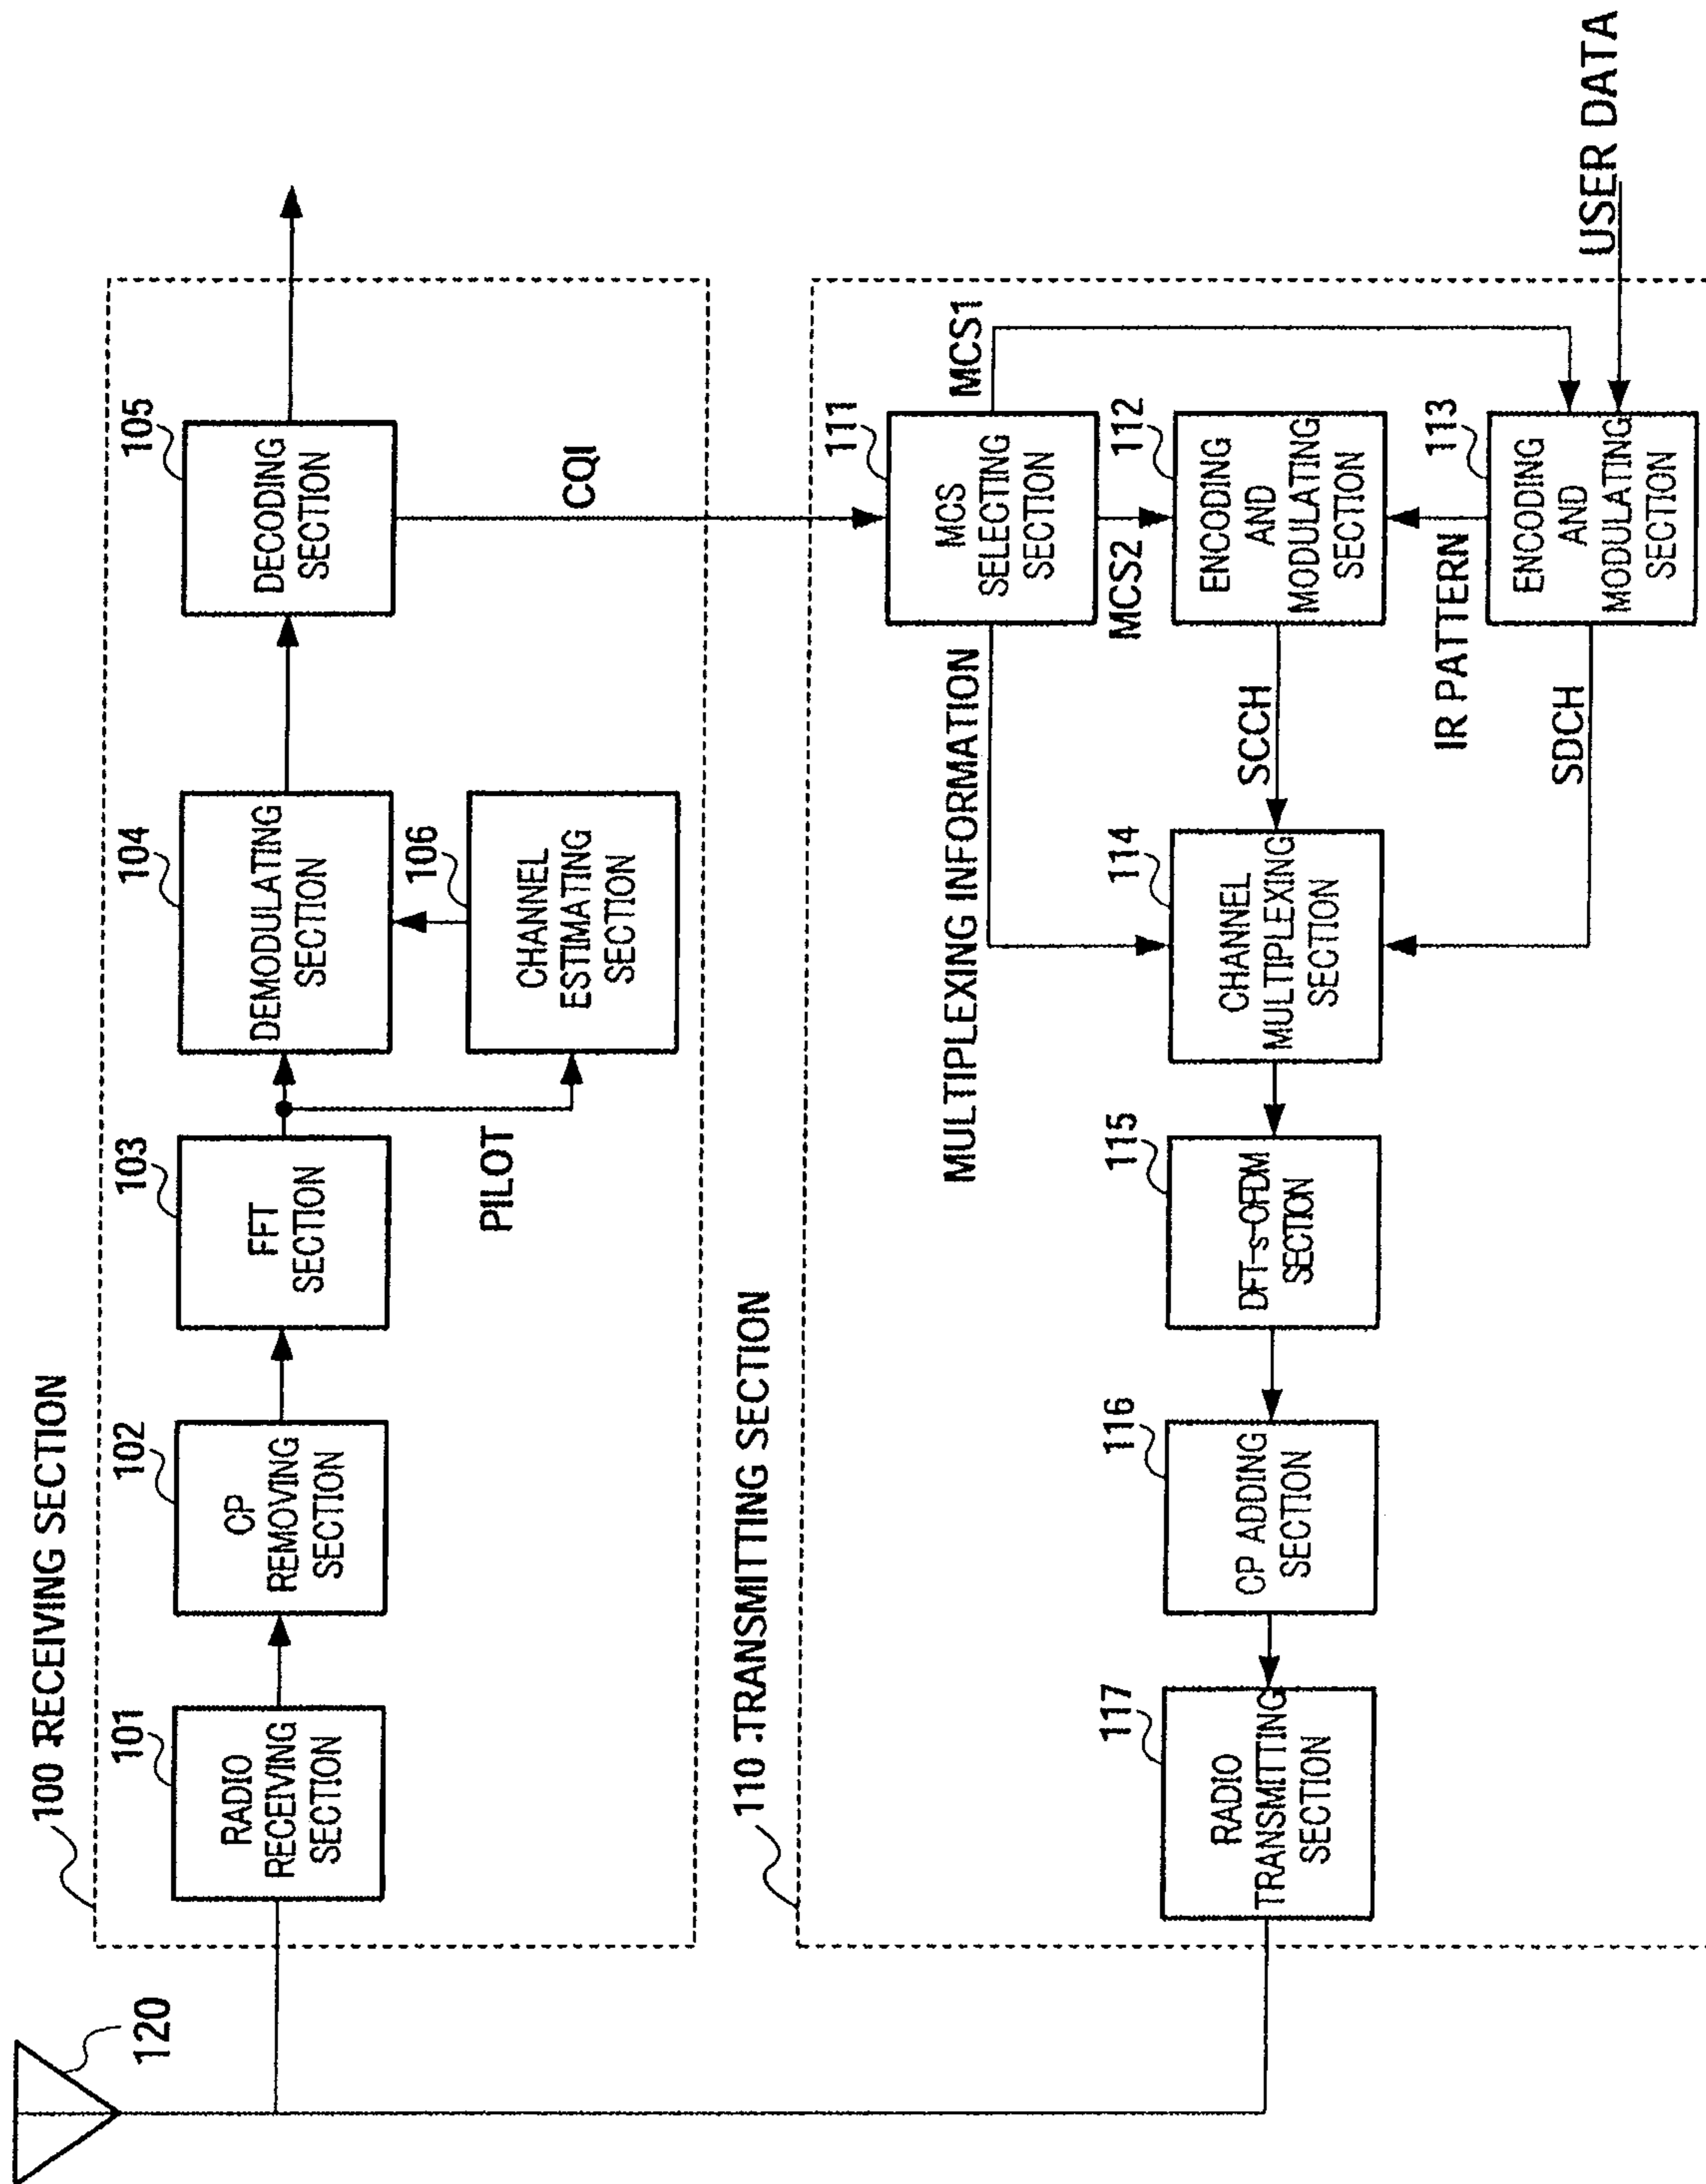 100 RECEIVING SECTION
101
RADIO
RECEIVING
SECTION
102
CP
REMOVING
SECTION
103
FFT
SECTION
PILOT
104
DEMODULATING
SECTION
106
CHANNEL
ESTIMATING
SECTION
105
DECODING
SECTION
CQI
120
110 TRANSMITTING SECTION
117
RADIO
TRANSMITTING
SECTION
116
CP ADDING
SECTION
115
DFT-s-OFDM
SECTION
114
CHANNEL
MULTIPLEXING
SECTION
MULTIPLEXING INFORMATION
SCCH
SDCH
111
MCS
SELECTING
SECTION
MCS1
MCS2
112
ENCODING
AND
MODULATING
SECTION
IR PATTERN
113
ENCODING
AND
MODULATING
SECTION
USER DATA